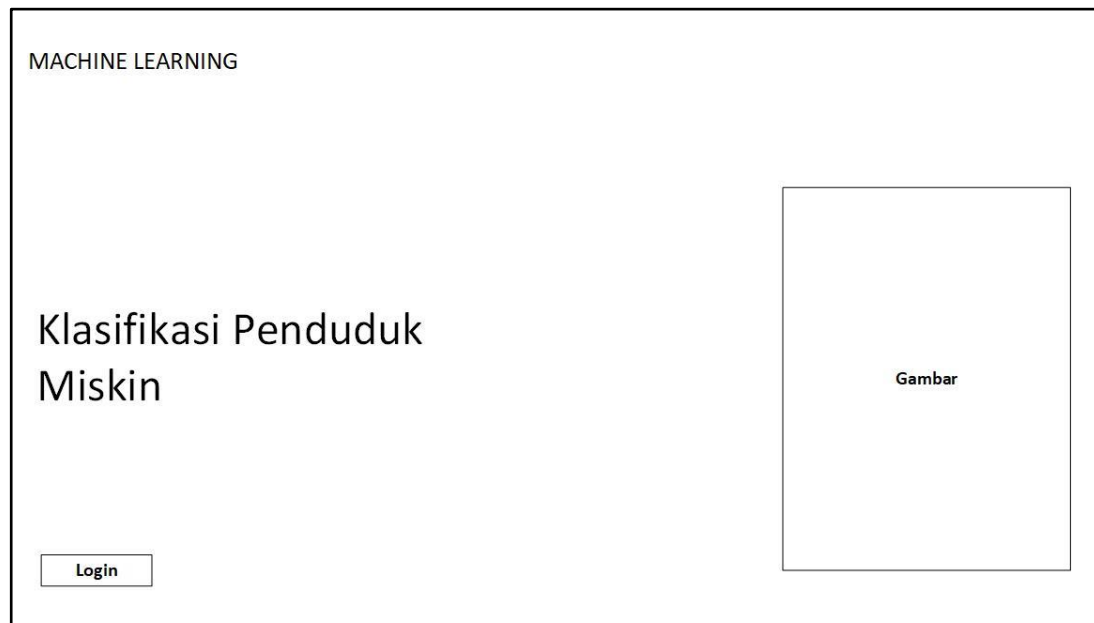 MACHINE LEARNING
Klasifikasi Penduduk
Miskin
Gambar
Login